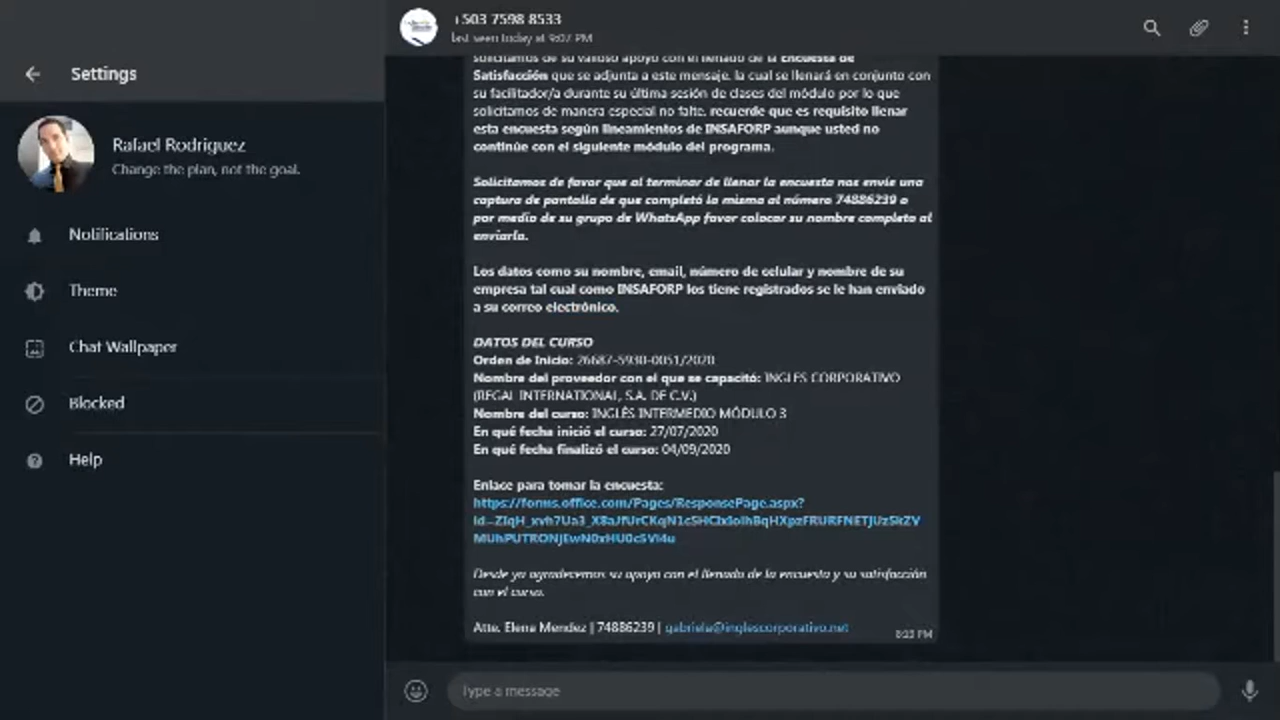 Settings
Rafael Rodriguez
Change the plan, not the goal.
Notifications
Theme
Chat Wallpaper
Blocked
Help
+503 7598 8533
last seen today at 9:07 PM
solicitamos de su valioso apoyo con el llenado de la Encuesta de
Satisfacción que se adjunta a este mensaje, la cual se llenará en conjunto con
su facilitador/a durante su última sesión de clases del módulo por lo que
solicitamos de manera especial no falte, recuerde que es requisito llenar
esta encuesta según lineamientos de INSAFORP aunque usted no
continúe con el siguiente módulo del programa.
Solicitamos de favor que al terminar de llenar la encuesta nos envíe una
captura de pantalla de que completó la misma al número 74886239 o
por medio de su grupo de WhatsApp favor colocar su nombre completo al
enviarla.
Los datos como su nombre, email, número de celular y nombre de su
empresa tal cual como INSAFORP los tiene registrados se le han enviado
a su correo electrónico.
DATOS DEL CURSO
Orden de Inicio: 26687-5930-0051/2020
Nombre del proveedor con el que se capacitó: INGLES CORPORATIVO
(REGAL INTERNATIONAL, S.A. DE C.V.)
Nombre del curso: INGLÉS INTERMEDIO MÓDULO 3
En qué fecha inició el curso: 27/07/2020
En qué fecha finalizó el curso: 04/09/2020
Enlace para tomar la encuesta:
https://forms.office.com/Pages/ResponsePage.aspx?
Desde ya agradecemos su apoyo con el llenado de la encuesta y su satisfacción
con el curso.
Atte. Elena Mendez | 74886239 | gabriela@inglescorporativo.net
8:23 PM
Type a message